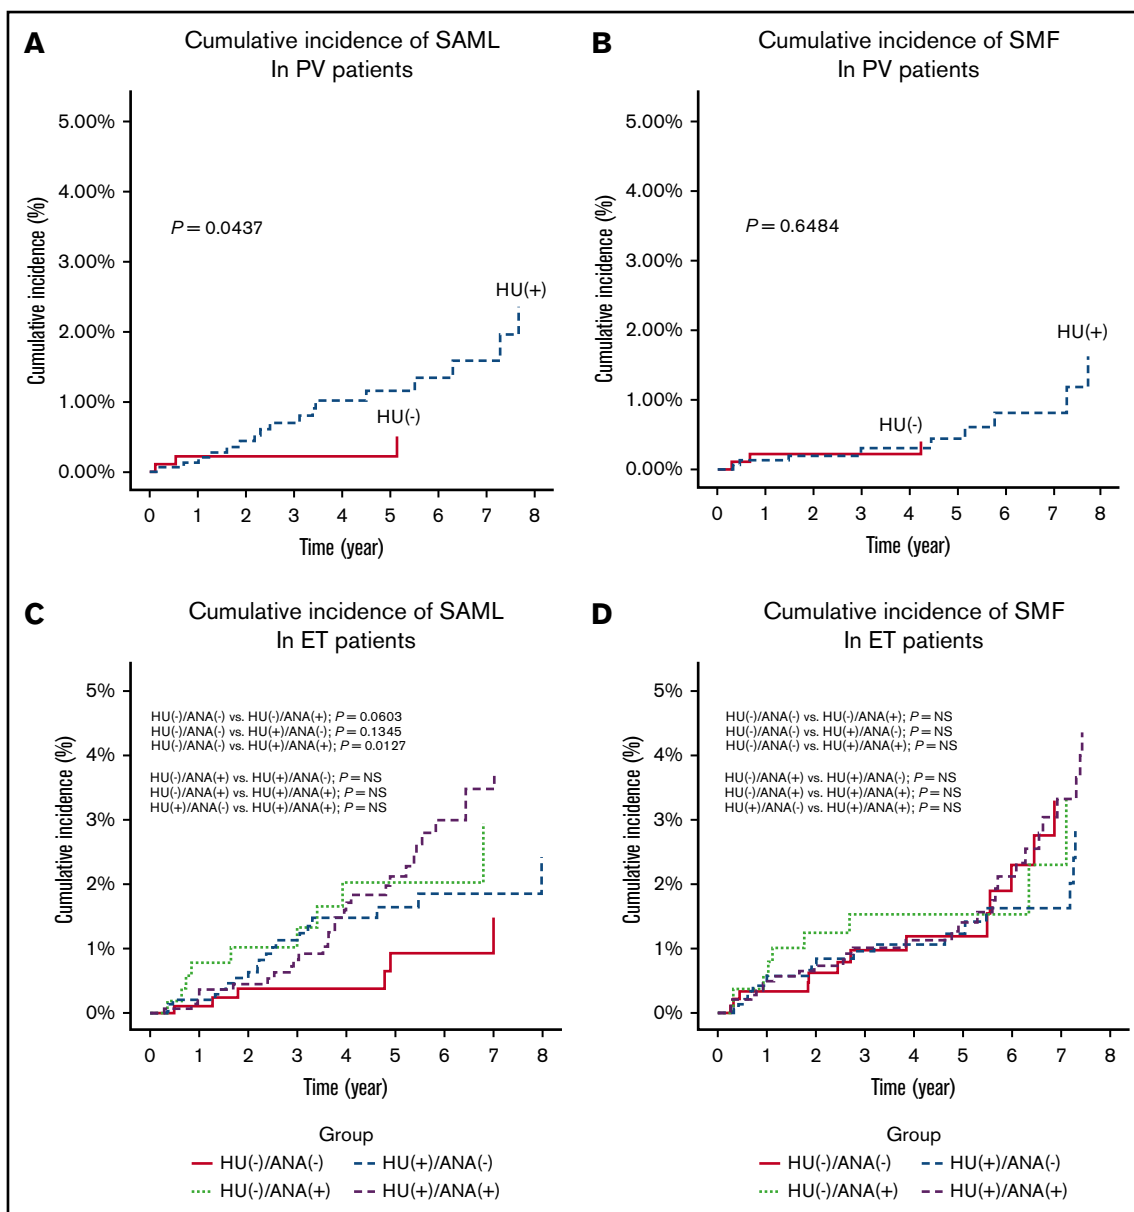 A
Cumulative incidence of SAML
In PV patients
5.00%
4.00%
3.00%
2.00%
1.00%
0.00%
Cumulative incidence (%)
P = 0.0437
HU(+)
HU(-)
0 1 2 3 4 5 6 7 8
Time (year)
B
Cumulative incidence of SMF
In PV patients
5.00%
4.00%
3.00%
2.00%
1.00%
0.00%
Cumulative incidence (%)
P = 0.6484
HU(+)
HU(-)
0 1 2 3 4 5 6 7 8
Time (year)
C
Cumulative incidence of SAML
In ET patients
5%
4%
3%
2%
1%
0%
Cumulative incidence (%)
HU(-)/ANA(-) vs. HU(-)/ANA(+); P = 0.0603
HU(-)/ANA(-) vs. HU(+)/ANA(-); P = 0.1345
HU(-)/ANA(-) vs. HU(+)/ANA(+); P = 0.0127
HU(-)/ANA(+) vs. HU(+)/ANA(-); P = NS
HU(-)/ANA(+) vs. HU(+)/ANA(+); P = NS
HU(+)/ANA(-) vs. HU(+)/ANA(+); P = NS
0 1 2 3 4 5 6 7 8
Time (year)
Group
HU(-)/ANA(-) HU(+)/ANA(-)
HU(-)/ANA(+) HU(+)/ANA(+)
D
Cumulative incidence of SMF
In ET patients
5%
4%
3%
2%
1%
0%
Cumulative incidence (%)
HU(-)/ANA(-) vs. HU(-)/ANA(+); P = NS
HU(-)/ANA(-) vs. HU(+)/ANA(-); P = NS
HU(-)/ANA(-) vs. HU(+)/ANA(+); P = NS
HU(-)/ANA(+) vs. HU(+)/ANA(-); P = NS
HU(-)/ANA(+) vs. HU(+)/ANA(+); P = NS
HU(+)/ANA(-) vs. HU(+)/ANA(+); P = NS
0 1 2 3 4 5 6 7 8
Time (year)
Group
HU(-)/ANA(-) HU(+)/ANA(-)
HU(-)/ANA(+) HU(+)/ANA(+)